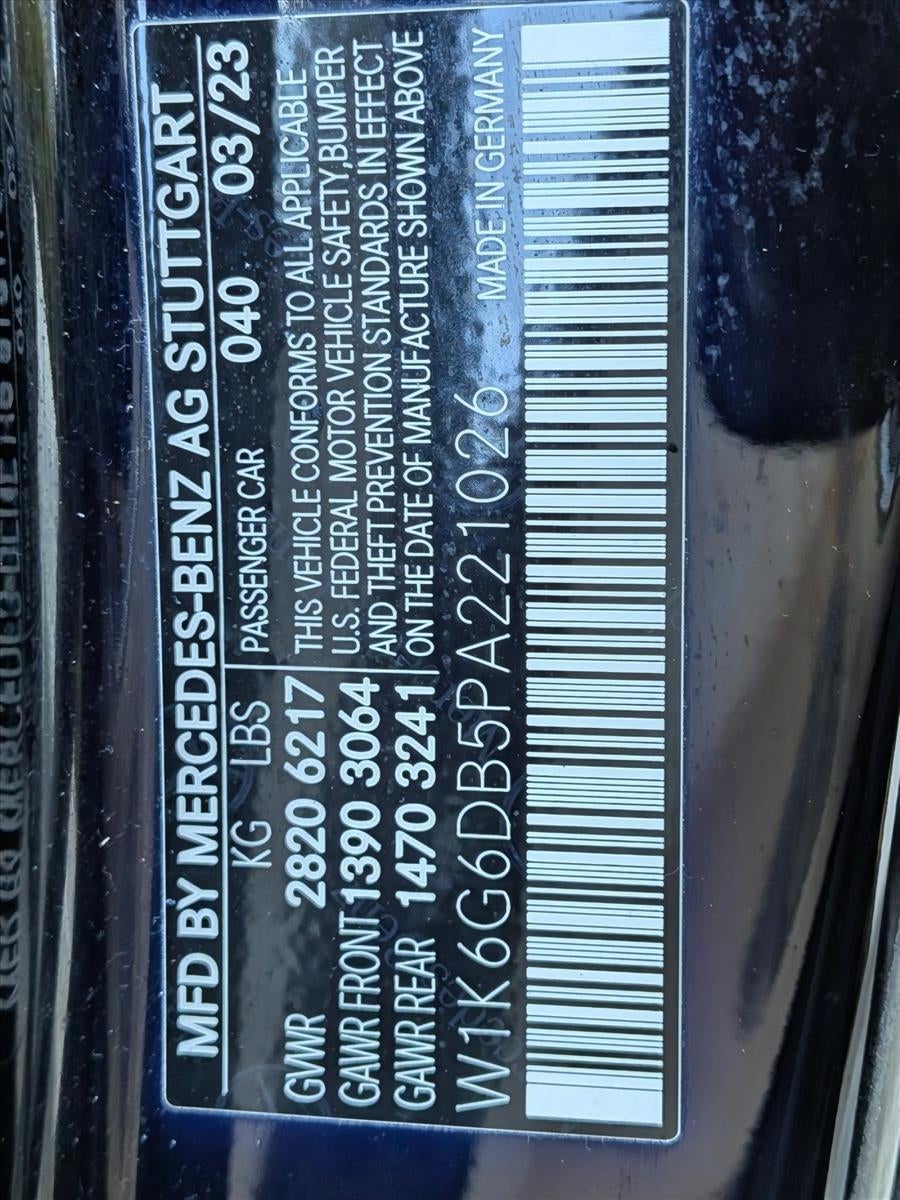 MFD BY MERCEDES-BENZ AG STUTTGART
KG LBS PASSENGER CAR 040 03/23
GVWR 2820 6217
GAWR FRONT 1390 3064
GAWR REAR 1470 3241
THIS VEHICLE CONFORMS TO ALL APPLICABLE
U.S. FEDERAL MOTOR VEHICLE SAFETY,BUMPER
AND THEFT PREVENTION STANDARDS IN EFFECT
ON THE DATE OF MANUFACTURE SHOWN ABOVE
W1K6G6DB5PA221026 MADE IN GERMANY